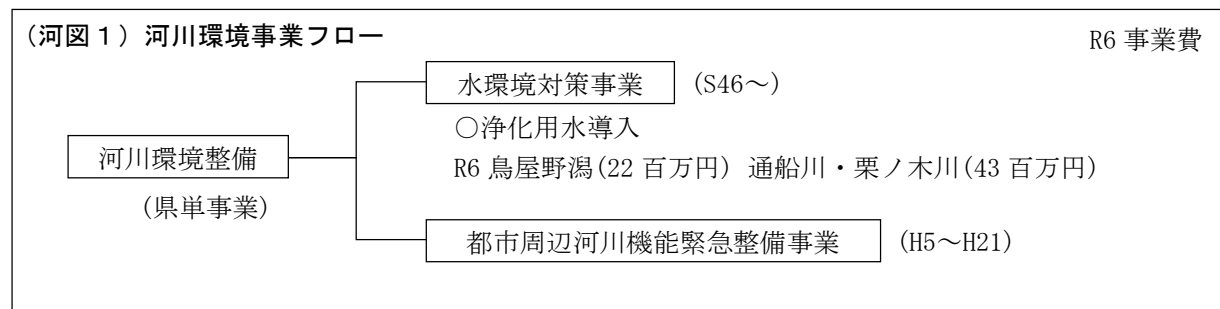 (河図1)河川環境事業フロー
R6 事業費
水環境対策事業 (S46~)
○浄化用水導入
河川環境整備
R6 鳥屋野潟(22 百万円) 通船川・栗ノ木川(43 百万円)
(県単事業)
都市周辺河川機能緊急整備事業 (H5~H21)